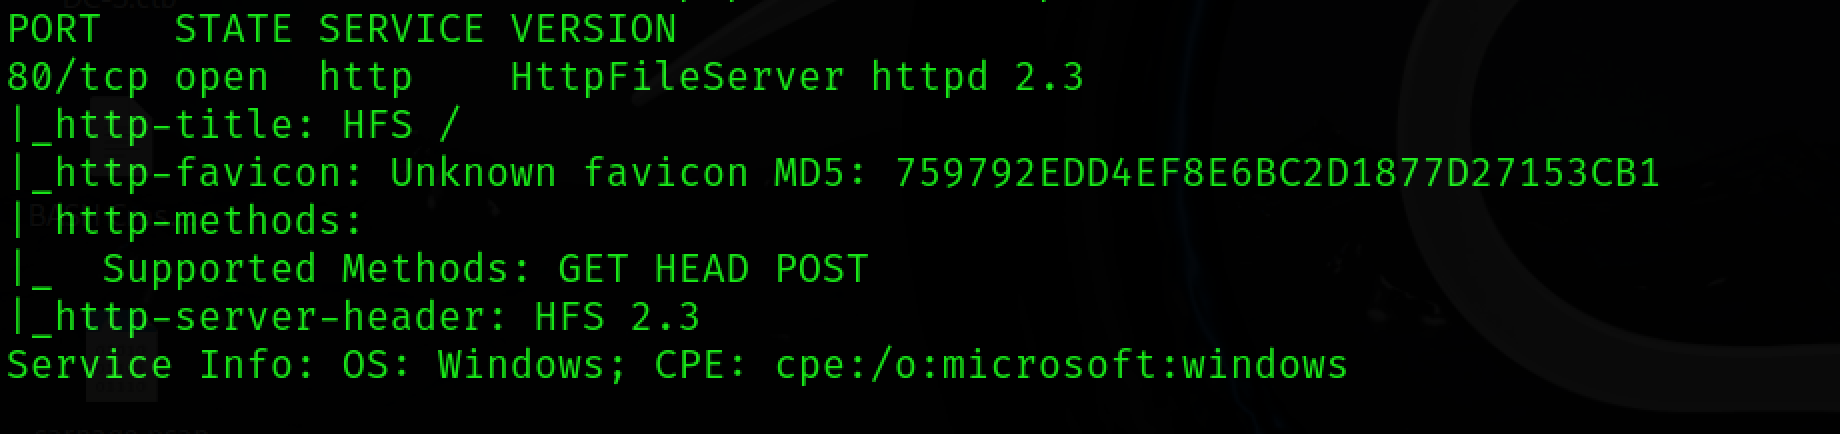 PORT   STATE SERVICE VERSION
80/tcp open  http    HttpFileServer httpd 2.3
|_http-title: HFS /
|_http-favicon: Unknown favicon MD5: 759792EDD4EF8E6BC2D1877D27153CB1
| http-methods:
|_  Supported Methods: GET HEAD POST
|_http-server-header: HFS 2.3
Service Info: OS: Windows; CPE: cpe:/o:microsoft:windows